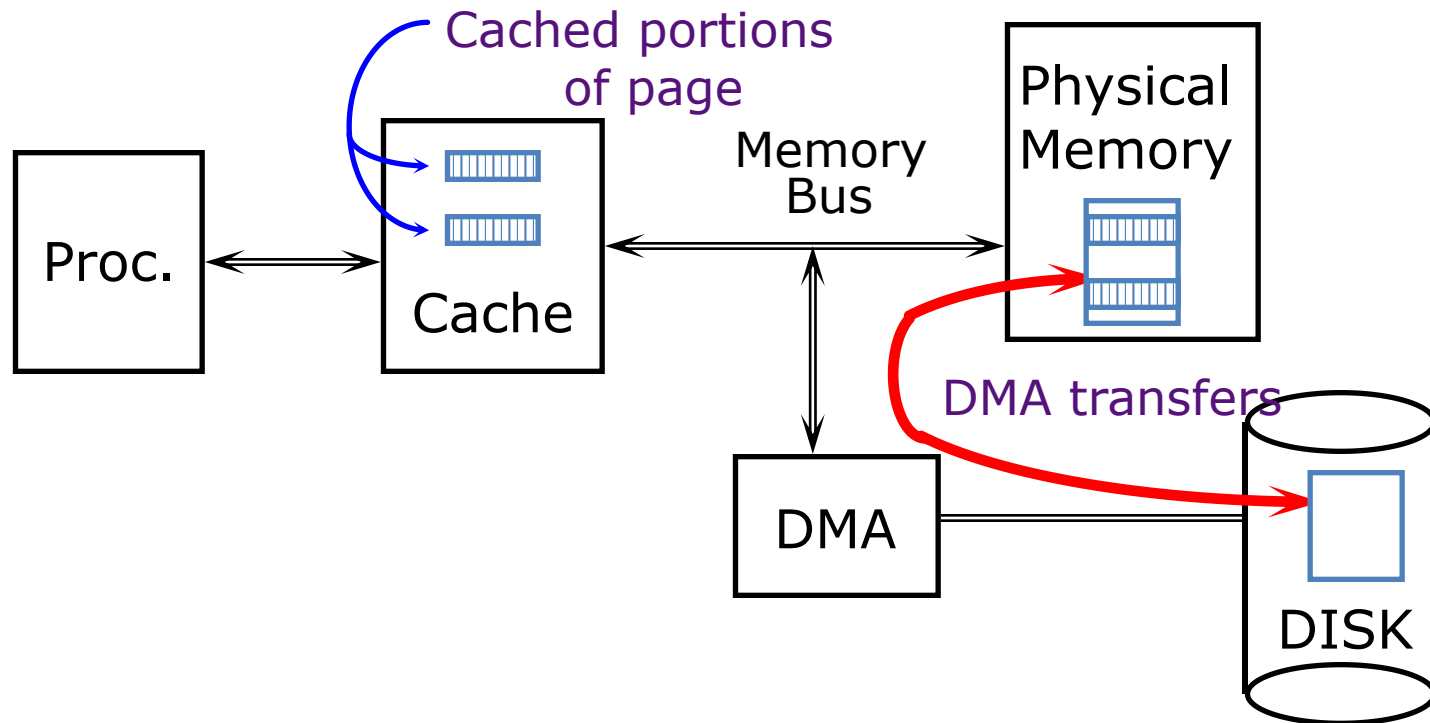 Cached portions
of page
Physical
Memory
Memory
Bus
Proc.
Cache
DMA transfers
DMA
DISK